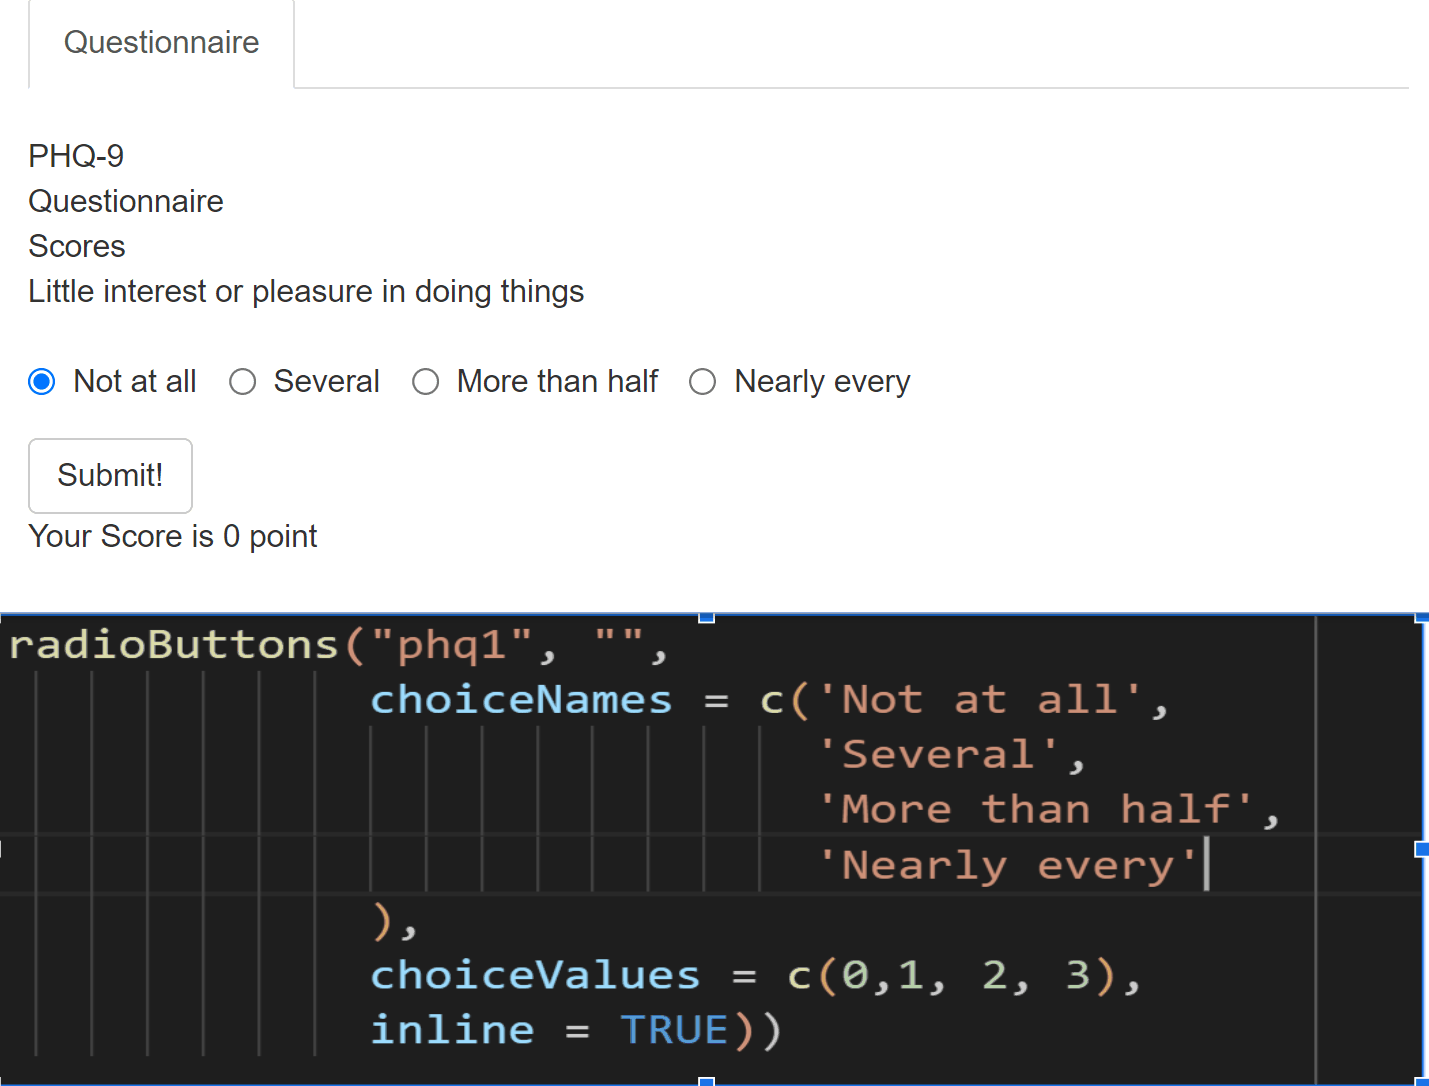 Questionnaire
PHQ-9
Questionnaire
Scores
Little interest or pleasure in doing things
Not at all Several More than half Nearly every
Submit!
Your Score is 0 point
radioButtons("phq1", "",
choiceNames = c('Not at all',
'Several',
'More than half',
'Nearly every'
),
choiceValues = c(0,1, 2, 3),
inline = TRUE))